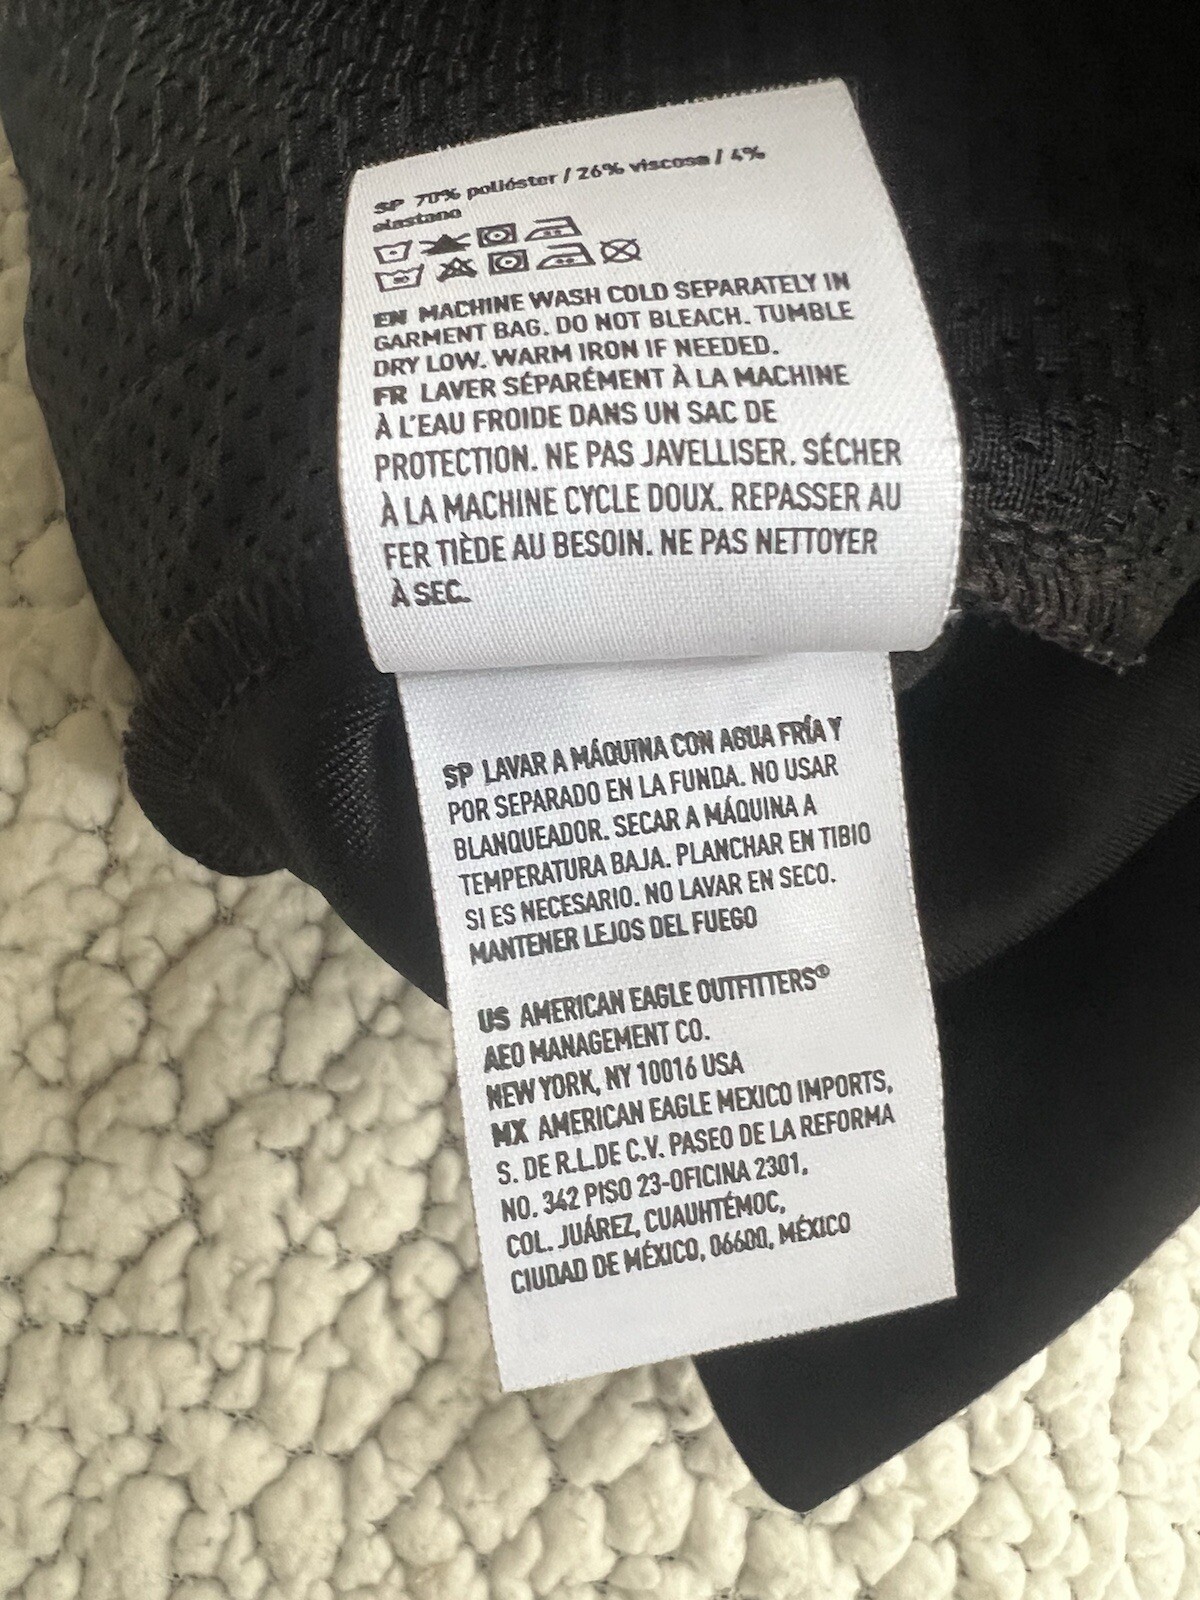 SP 70% poliéster / 26% viscosa / 4%
elastano
EN MACHINE WASH COLD SEPARATELY IN
GARMENT BAG. DO NOT BLEACH. TUMBLE
DRY LOW. WARM IRON IF NEEDED.
FR LAVER SÉPARÉMENT À LA MACHINE
À L'EAU FROIDE DANS UN SAC DE
PROTECTION. NE PAS JAVELLISER. SÉCHER
À LA MACHINE CYCLE DOUX. REPASSER AU
FER TIÈDE AU BESOIN. NE PAS NETTOYER
À SEC.
SP LAVAR A MÁQUINA CON AGUA FRÍA Y
POR SEPARADO EN LA FUNDA. NO USAR
BLANQUEADOR. SECAR A MÁQUINA A
TEMPERATURA BAJA. PLANCHAR EN TIBIO
SI ES NECESARIO. NO LAVAR EN SECO.
MANTENER LEJOS DEL FUEGO
US AMERICAN EAGLE OUTFITTERS®
AEO MANAGEMENT CO.
NEW YORK, NY 10016 USA
MX AMERICAN EAGLE MEXICO IMPORTS,
S. DE R.L.DE C.V. PASEO DE LA REFORMA
NO. 342 PISO 23-OFICINA 2301,
COL. JUÁREZ, CUAUHTÉMOC,
CIUDAD DE MÉXICO, 06600, MÉXICO